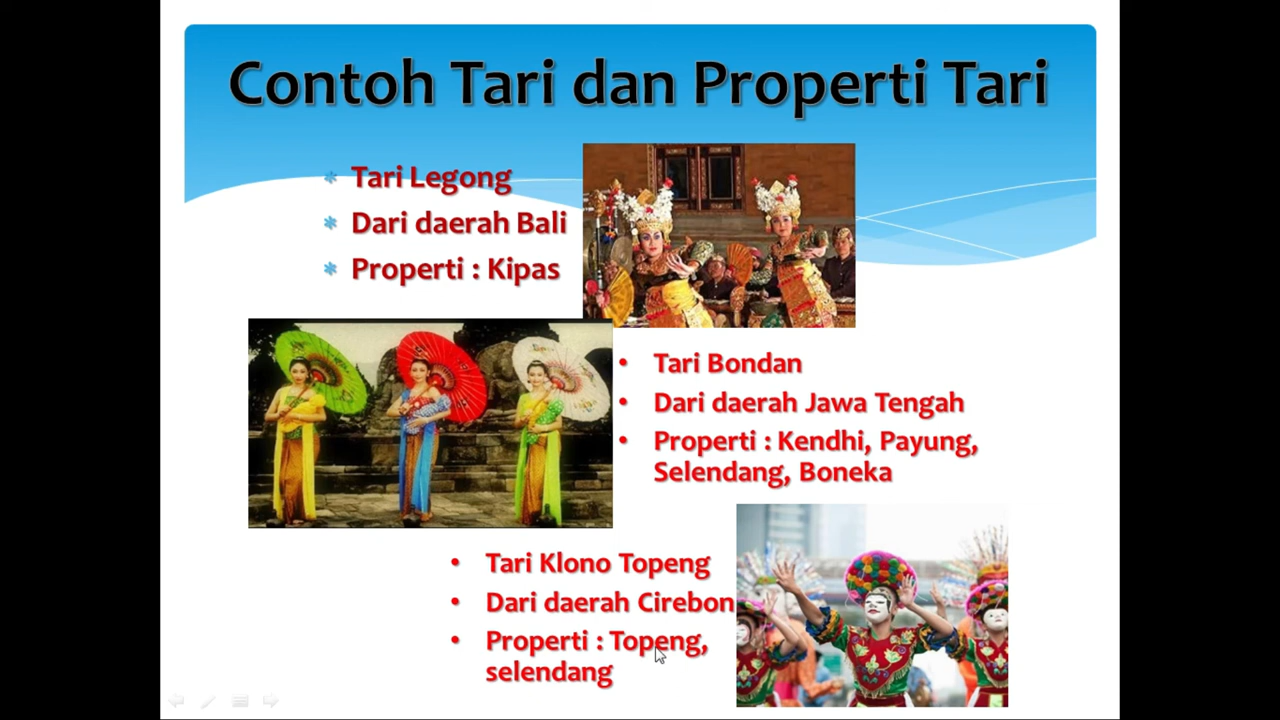 Contoh Tari dan Properti Tari
Tari Legong
Dari daerah Bali
Properti : Kipas
Tari Bondan
Dari daerah Jawa Tengah
Properti : Kendhi, Payung,
Selendang, Boneka
Tari Klono Topeng
Dari daerah Cirebon
Properti : Topeng,
selendang